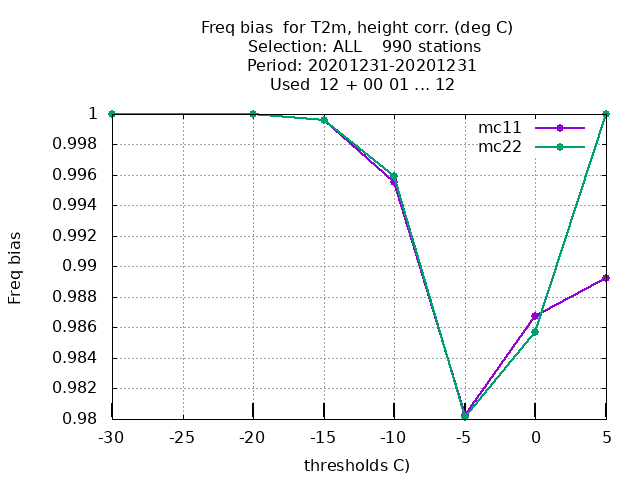 Freq bias  for T2m, height corr. (deg C)
Selection: ALL    990 stations
Period: 20201231-20201231
Used  12 + 00 01 ... 12
mc11
mc22
1
0.998
0.996
0.994
0.992
0.99
0.988
0.986
0.984
0.982
0.98
Freq bias
-30 -25 -20 -15 -10 -5 0 5
thresholds C)